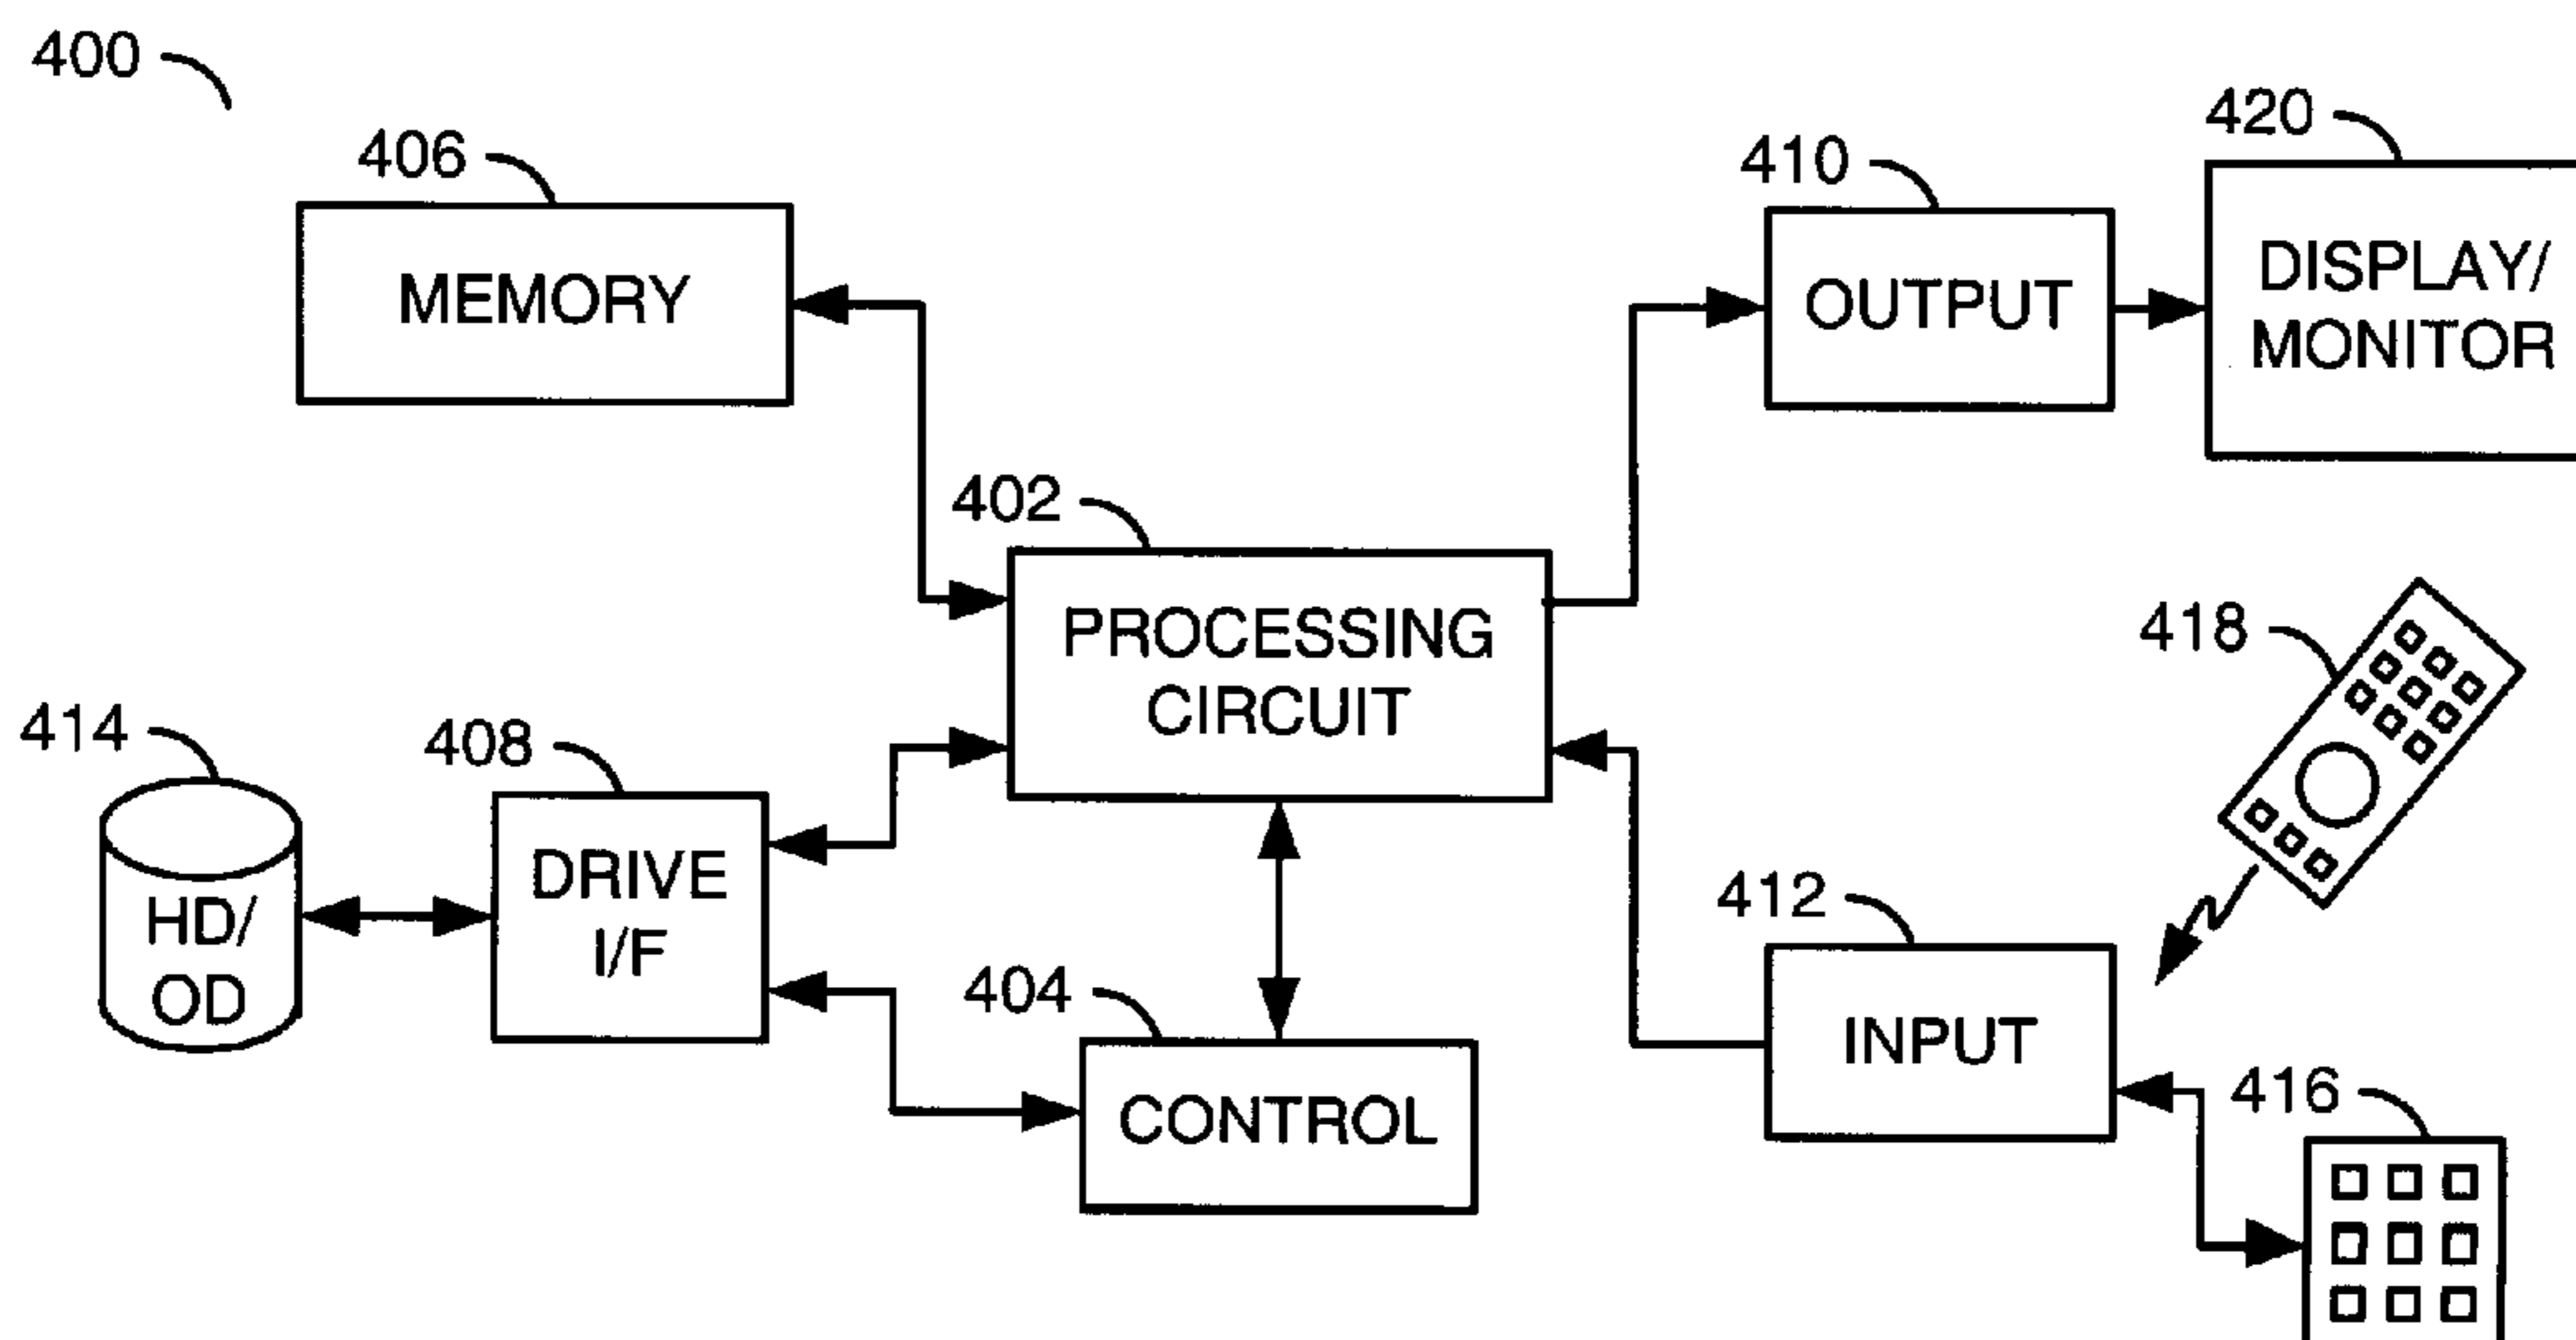 400
406
MEMORY
410
OUTPUT
420
DISPLAY/
MONITOR
402
PROCESSING
CIRCUIT
418
414
HD/
OD
408
DRIVE
I/F
404
CONTROL
412
INPUT
416